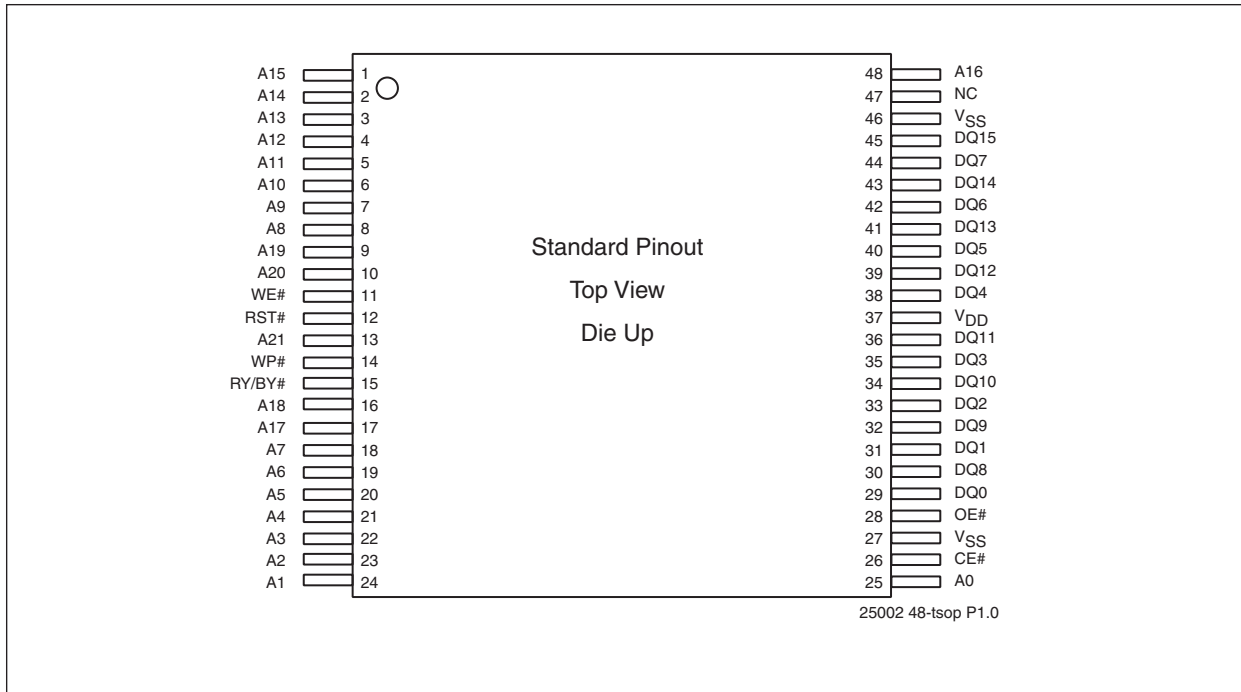 A15 1 48 A16
A14 2 47 NC
A13 3 46 VSS
A12 4 45 DQ15
A11 5 44 DQ7
A10 6 43 DQ14
A9 7 42 DQ6
A8 8 41 DQ13
A19 9 40 DQ5
A20 10 39 DQ12
WE# 11 38 DQ4
RST# 12 37 VDD
A21 13 36 DQ11
WP# 14 35 DQ3
RY/BY# 15 34 DQ10
A18 16 33 DQ2
A17 17 32 DQ9
A7 18 31 DQ1
A6 19 30 DQ8
A5 20 29 DQ0
A4 21 28 OE#
A3 22 27 VSS
A2 23 26 CE#
A1 24 25 A0
Standard Pinout
Top View
Die Up
25002 48-tsop P1.0